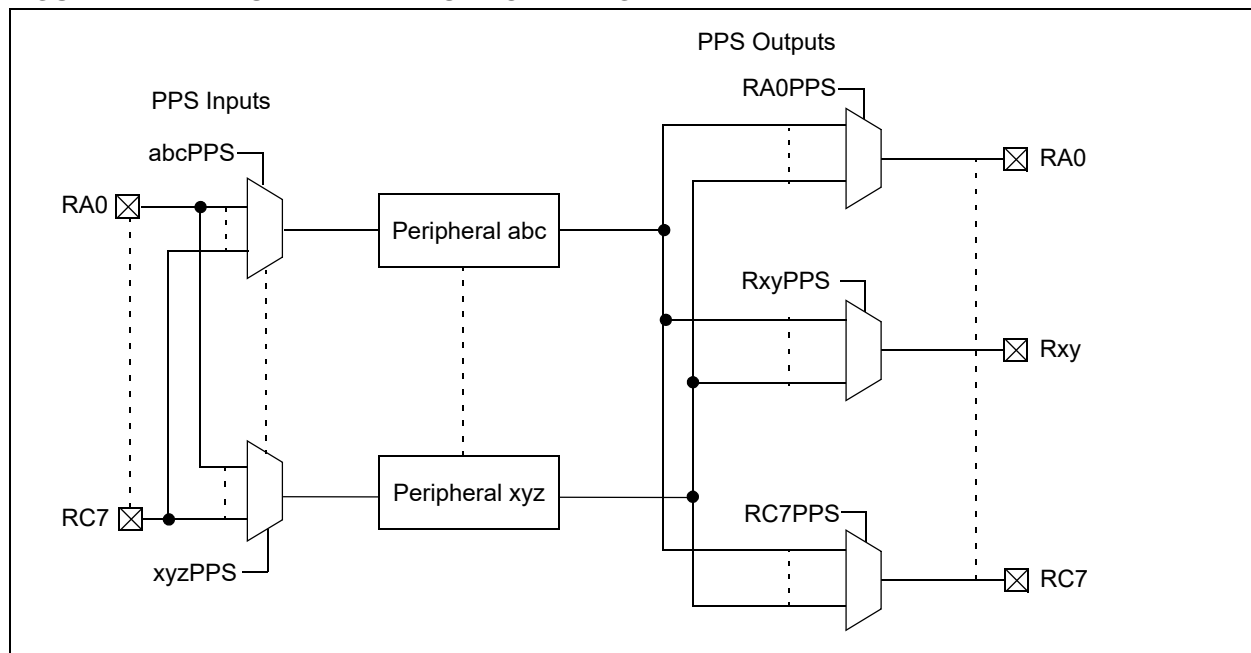 PPS Outputs
RA0PPS
PPS Inputs
abcPPS
RA0
RA0
Peripheral abc
RxyPPS
Rxy
Peripheral xyz
RC7PPS
RC7
xyzPPS
RC7